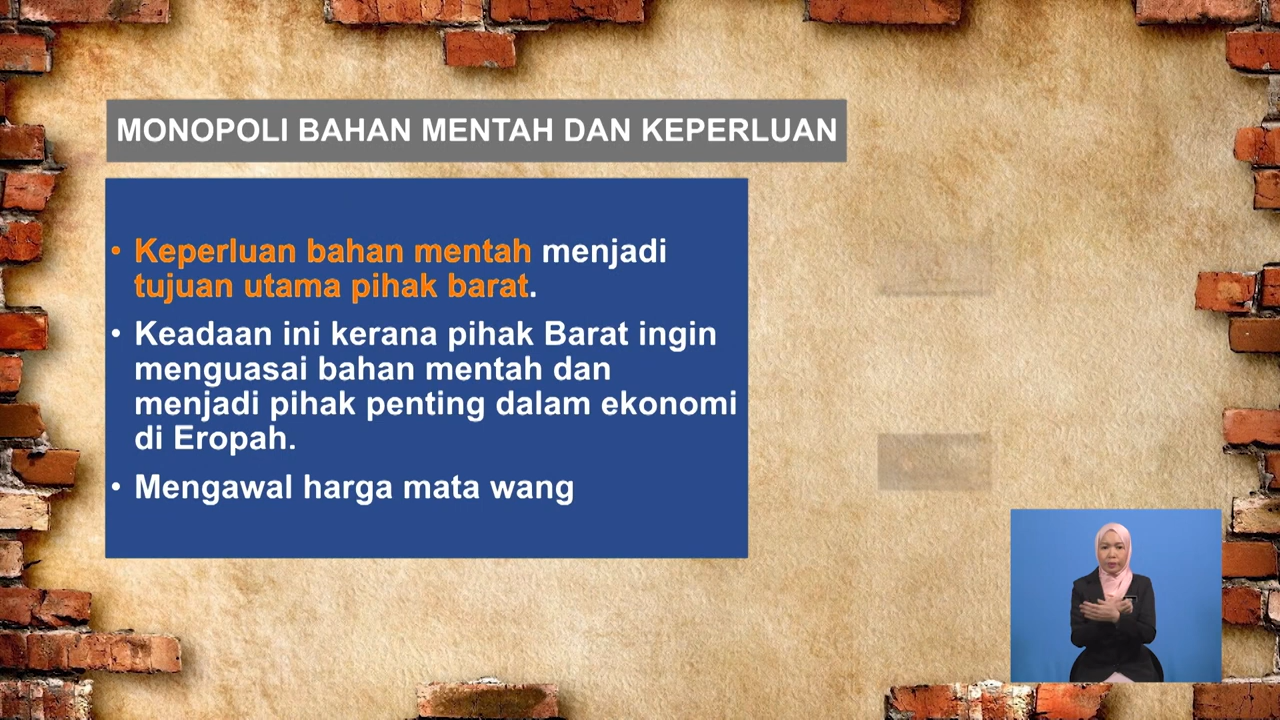 MONOPOLI BAHAN MENTAH DAN KEPERLUAN
• Keperluan bahan mentah menjadi
tujuan utama pihak barat.
• Keadaan ini kerana pihak Barat ingin
menguasai bahan mentah dan
menjadi pihak penting dalam ekonomi
di Eropah.
• Mengawal harga mata wang